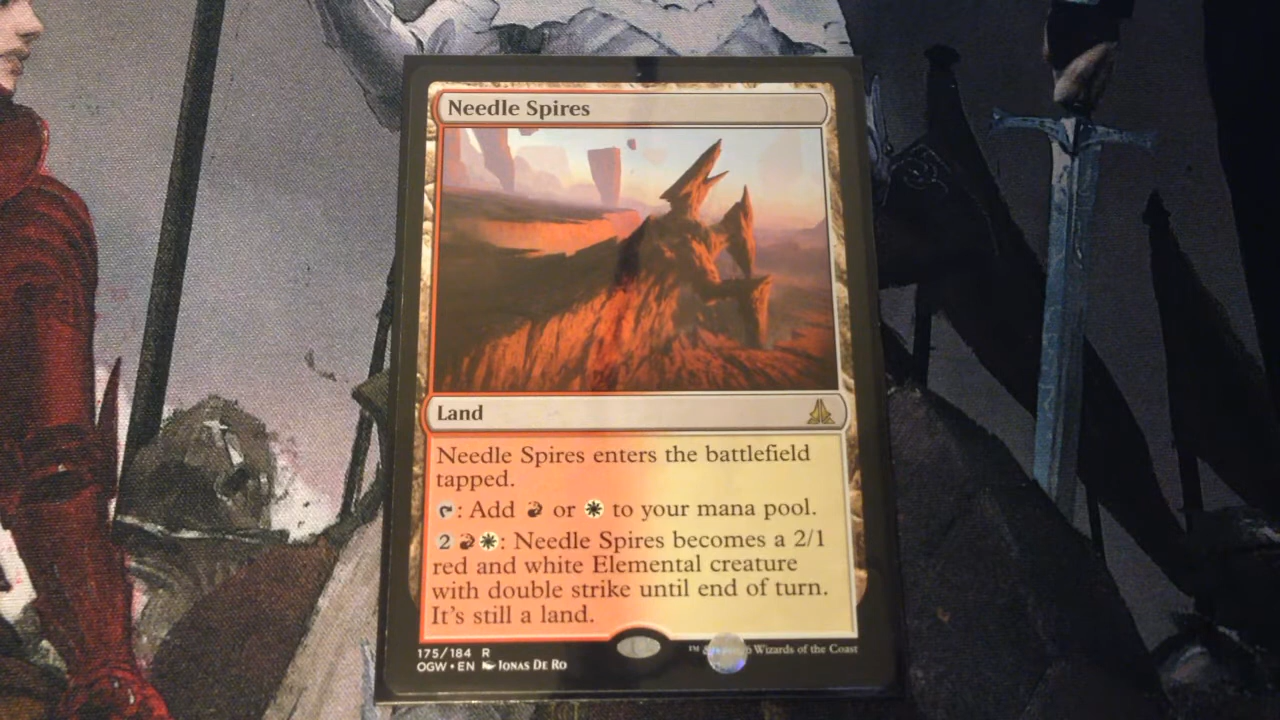 Needle Spires
Land
Needle Spires enters the battlefield
tapped.
: Add or to your mana pool.
2 : Needle Spires becomes a 2/1
red and white Elemental creature
with double strike until end of turn.
It's still a land.
175/184 R
OGW • EN Jonas De Ro
™ & Wizards of the Coast